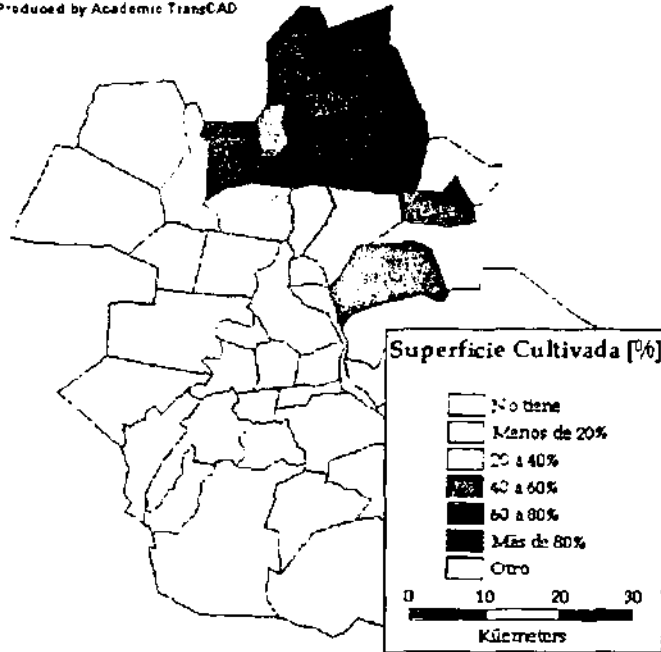 Produced by Academic TransCAD
Superficie Cultivada [%]
No tiene
Menos de 20%
20 a 40%
40 a 60%
60 a 80%
Más de 80%
Otro
0 10 20 30
Kilometers